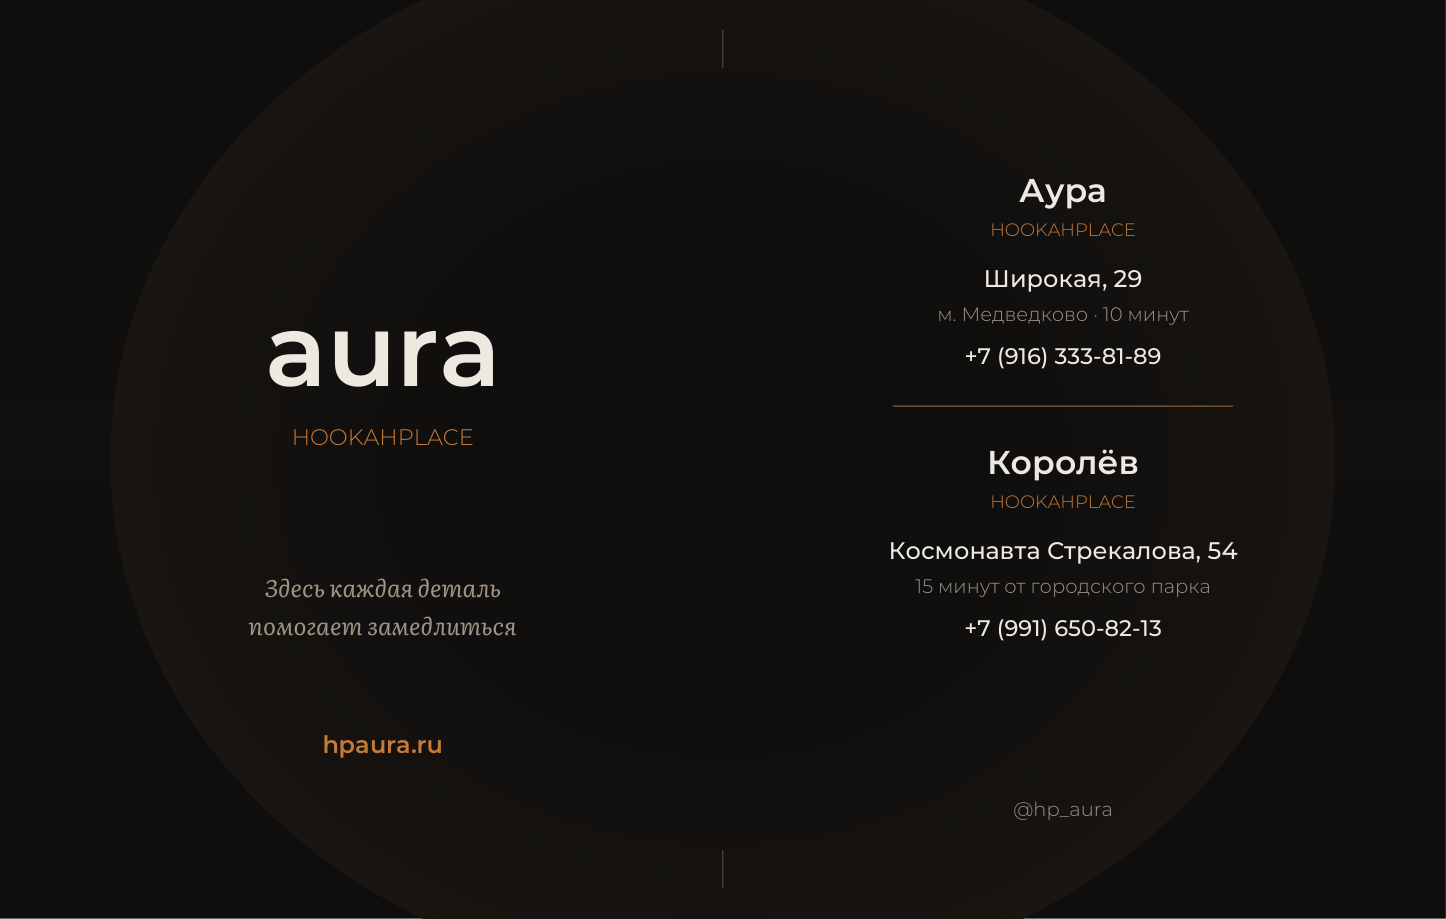 aura
HOOKAHPLACE
Здесь каждая деталь
помогает замедлиться
hpaura.ru
Аура
HOOKAHPLACE
Широкая, 29
м. Медведково · 10 минут
+7 (916) 333-81-89
Королёв
HOOKAHPLACE
Космонавта Стрекалова, 54
15 минут от городского парка
+7 (991) 650-82-13
@hp_aura